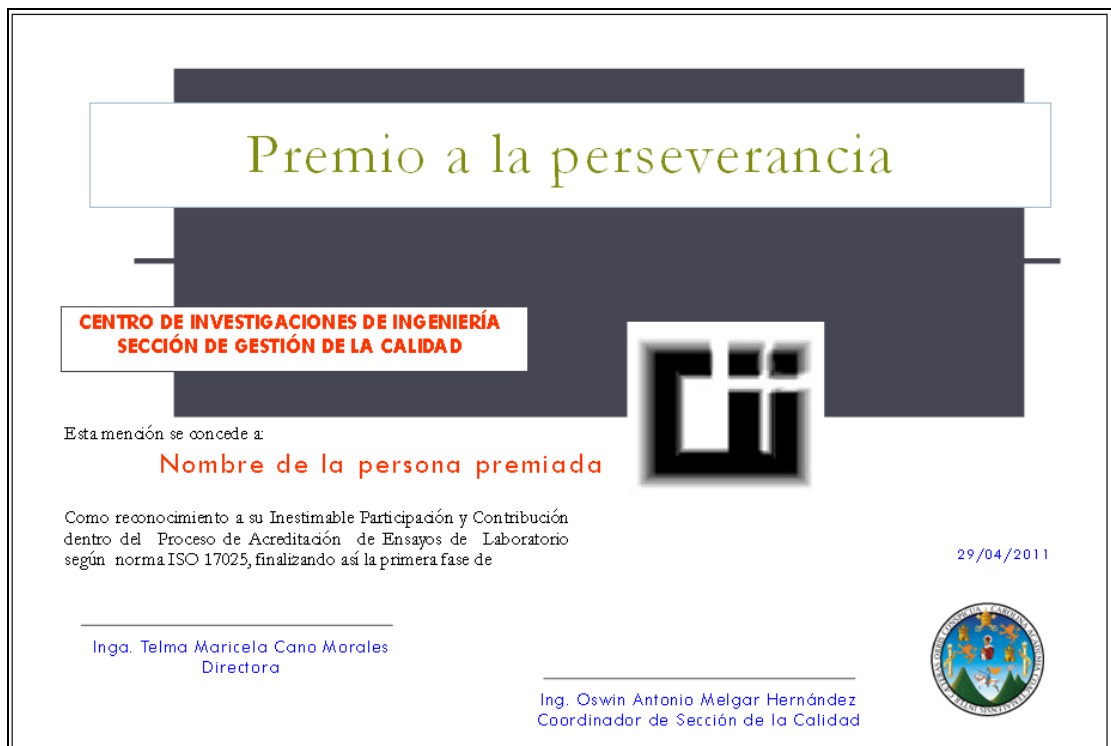 Premio a la perseverancia
CENTRO DE INVESTIGACIONES DE INGENIERÍA
SECCIÓN DE GESTIÓN DE LA CALIDAD
cii
Esta mención se concede a:
Nombre de la persona premiada
Como reconocimiento a su Inestimable Participación y Contribución
dentro del Proceso de Acreditación de Ensayos de Laboratorio
según norma ISO 17025, finalizando así la primera fase de
29/04/2011
Inga. Telma Maricela Cano Morales
Directora
Ing. Oswin Antonio Melgar Hernández
Coordinador de Sección de la Calidad